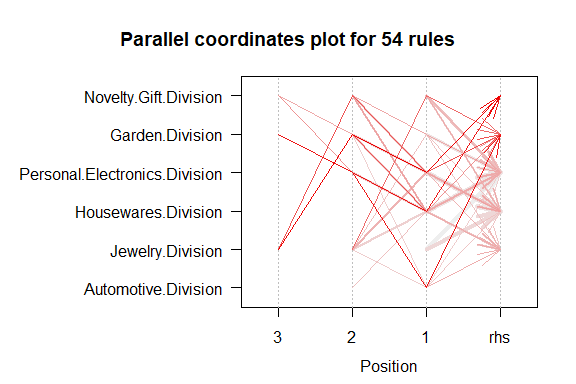 Parallel coordinates plot for 54 rules
Novelty.Gift.Division
Garden.Division
Personal.Electronics.Division
Housewares.Division
Jewelry.Division
Automotive.Division
3 2 1 rhs
Position